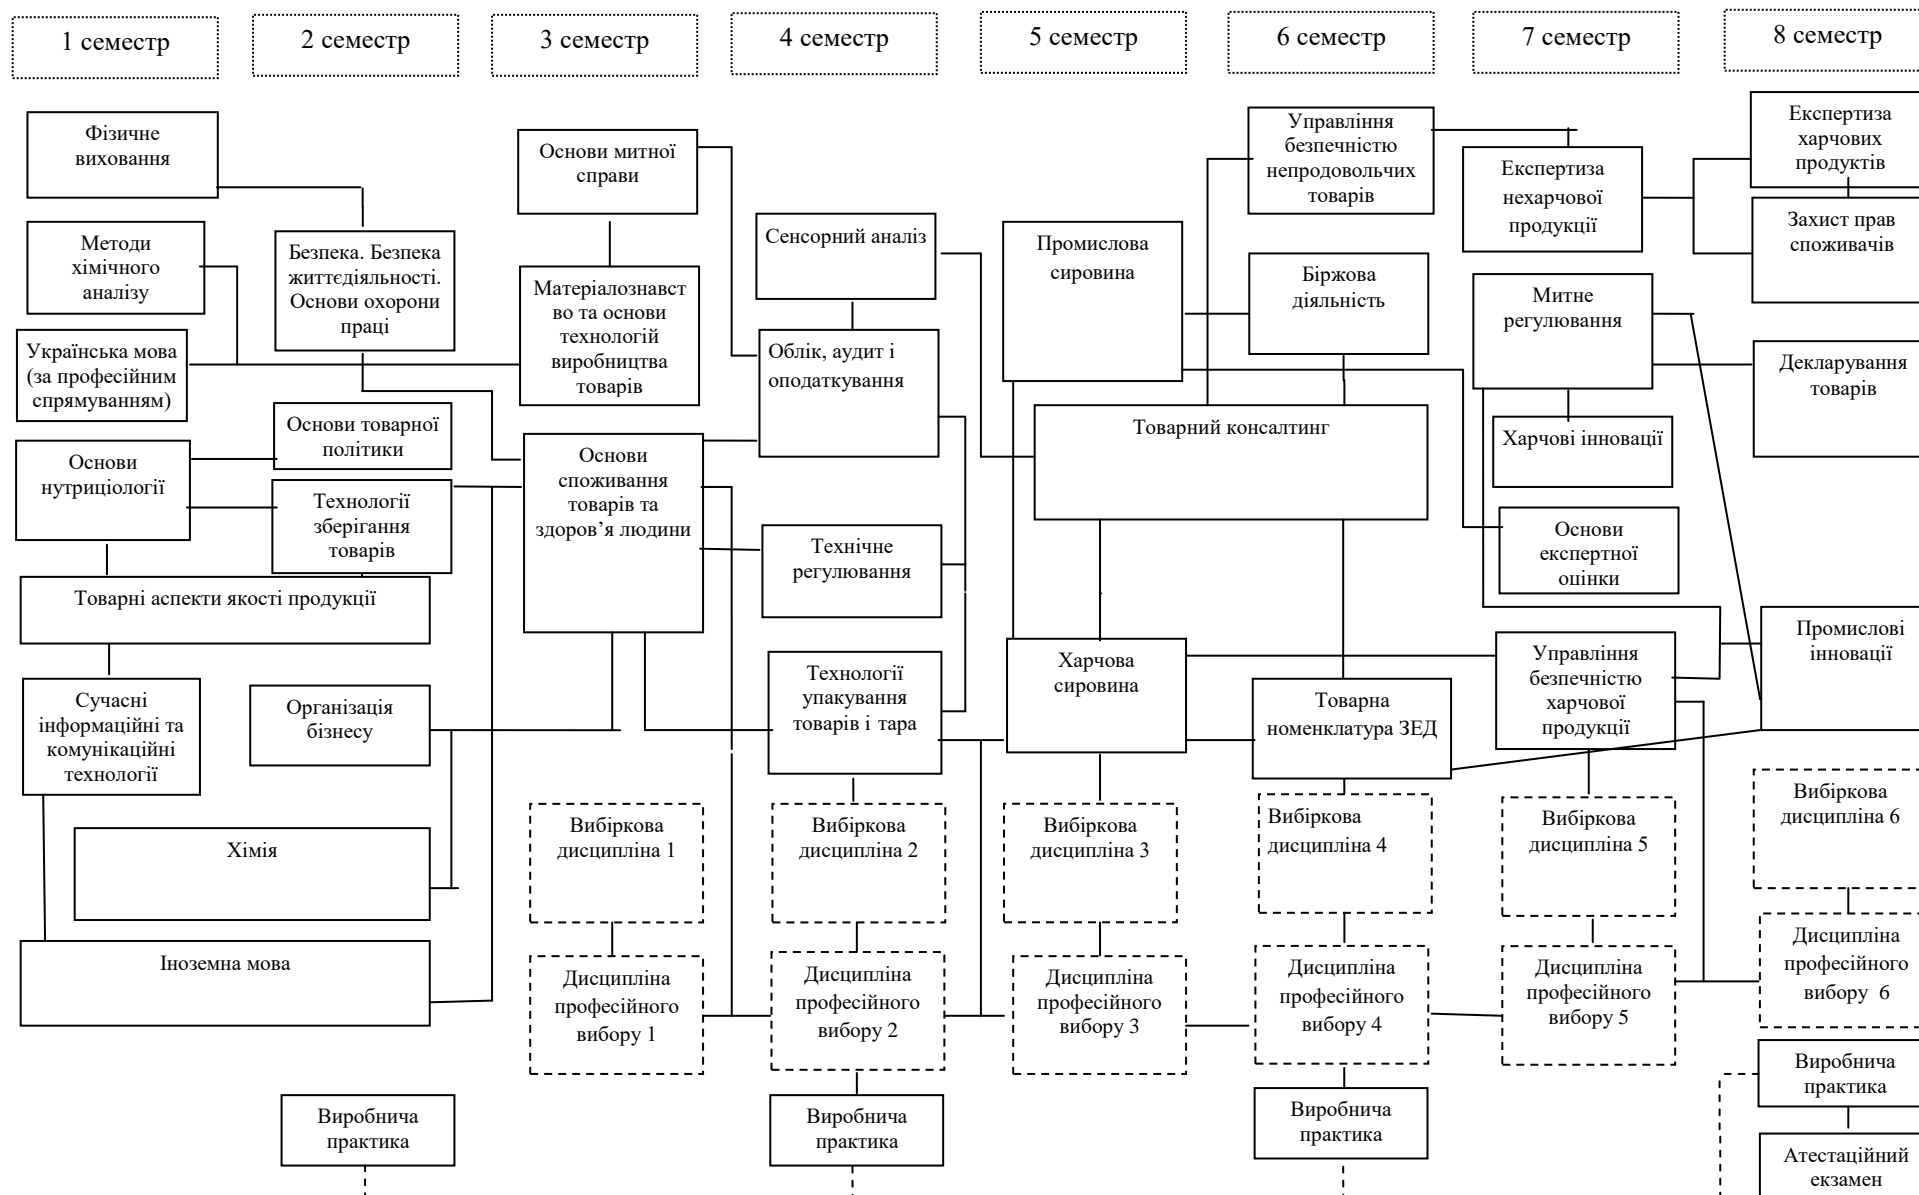 1 семестр
2 семестр
3 семестр
4 семестр
5 семестр
6 семестр
7 семестр
8 семестр
Фізичне
виховання
Методи
хімічного
аналізу
Українська мова
(за професійним
спрямуванням)
Основи
нутриціології
Товарні аспекти якості продукції
Сучасні
інформаційні та
комунікаційні
технології
Хімія
Іноземна мова
Безпека. Безпека
життєдіяльності.
Основи охорони
праці
Основи товарної
політики
Технології
зберігання
товарів
Організація
бізнесу
Виробнича
практика
Основи митної
справи
Матеріалознавст
во та основи
технологій
виробництва
товарів
Основи
споживання
товарів та
здоров’я людини
Вибіркова
дисципліна 1
Дисципліна
професійного
вибору 1
Сенсорний аналіз
Облік, аудит і
оподаткування
Технічне
регулювання
Технології
упакування
товарів і тара
Вибіркова
дисципліна 2
Дисципліна
професійного
вибору 2
Виробнича
практика
Промислова
сировина
Товарний консалтинг
Харчова
сировина
Вибіркова
дисципліна 3
Дисципліна
професійного
вибору 3
Управління
безпечністю
непродовольчих
товарів
Біржова
діяльність
Товарна
номенклатура ЗЕД
Вибіркова
дисципліна 4
Дисципліна
професійного
вибору 4
Виробнича
практика
Експертиза
нехарчової
продукції
Митне
регулювання
Харчові інновації
Основи
експертної
оцінки
Управління
безпечністю
харчової
продукції
Вибіркова
дисципліна 5
Дисципліна
професійного
вибору 5
Експертиза
харчових
продуктів
Захист прав
споживачів
Декларування
товарів
Промислові
інновації
Вибіркова
дисципліна 6
Дисципліна
професійного
вибору 6
Виробнича
практика
Атестаційний
екзамен